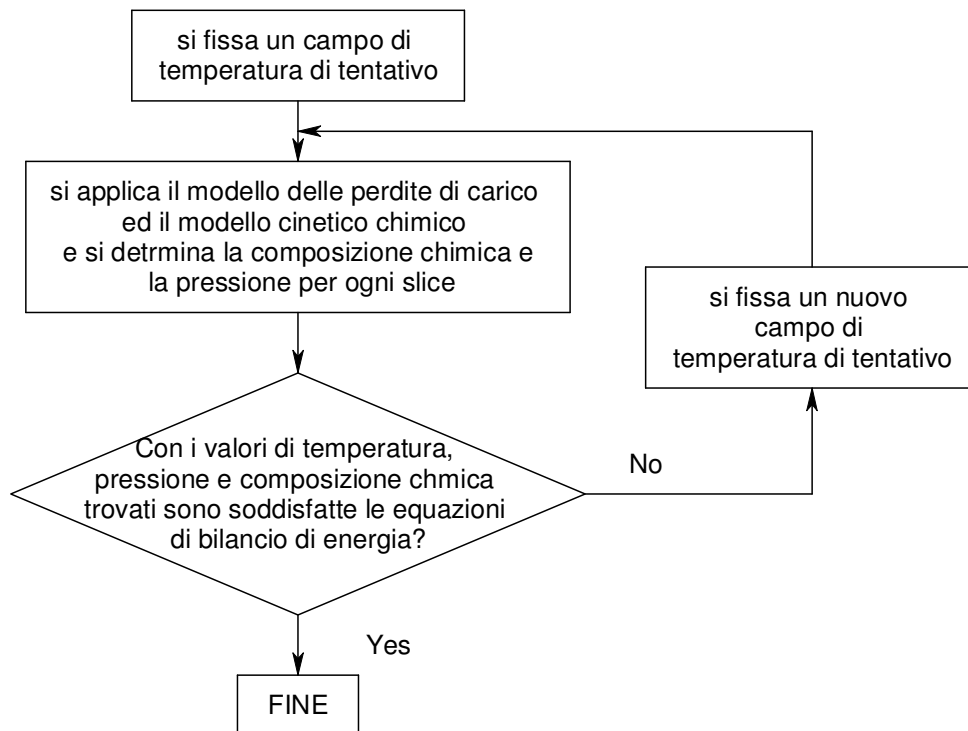 si fissa un campo di
temperatura di tentativo
si applica il modello delle perdite di carico
ed il modello cinetico chimico
e si detrmina la composizione chimica e
la pressione per ogni slice
si fissa un nuovo
campo di
temperatura di tentativo
Con i valori di temperatura,
pressione e composizione chmica
trovati sono soddisfatte le equazioni
di bilancio di energia?
No
Yes
FINE